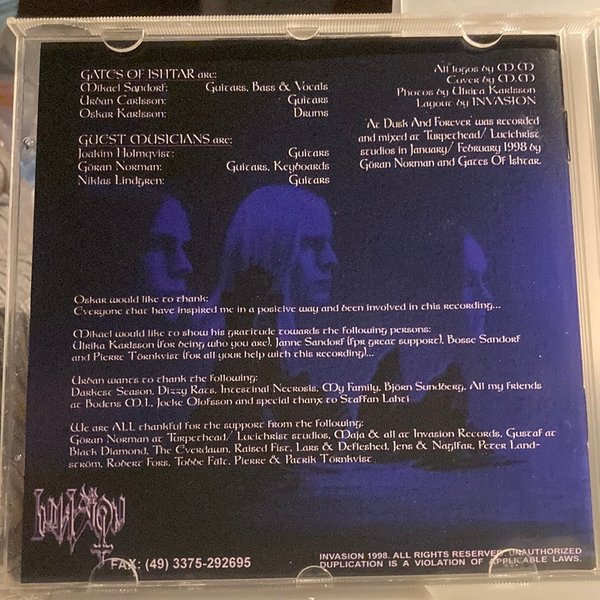 GATES OF ISHTAR are:
Mikael Sandorf: Guitars, Bass & Vocals
Urban Carlsson: Guitars
Oskar Karlsson: Drums
GUEST MUSICIANS are:
Joakim Holmqvist: Guitars
Göran Norman: Guitars, Keyboards
Niklas Lindgren: Guitars
All logos by M.M
Cover by M.M
Photos by Ulrika Karlsson
Layout by INVASION
'At Dusk And Forever' was recorded
and mixed at Turpethead/ Lucichrist
studios in January/ February 1998 by
Göran Norman and Gates Of Ishtar.
Oskar would like to thank:
Everyone that have inspired me in a positive way and been involved in this recording...
Mikael would like to show his gratitude towards the following persons:
Ulrika Karlsson (for being who you are), Janne Sandorf (fpr great support), Bosse Sandorf
and Pierre Törnkvist (for all your help with this recording)...
Urban wants to thank the following:
Darkest Season, Dizzy Rats, Intestinal Necrosis, My Family, Björn Sundberg, All my friends
at Bodens M.I., Jocke Olofsson and special thanx to Staffan Lahti
We are ALL thankful for the support from the following:
Göran Norman at Turpethead/ Lucichrist studios, Maja & all at Invasion Records, Gustaf at
Black Diamond, The Everdawn, Raised Fist, Lars & Defleshed, Jens & Naglfar, Peter Land-
ström, Robert Fors, Tobbe Fält, Pierre & Patrik Törnkvist
INVASION
FAX: (49) 3375-292695
INVASION 1998. ALL RIGHTS RESERVED. UNAUTHORIZED
DUPLICATION IS A VIOLATION OF APPLICABLE LAWS.